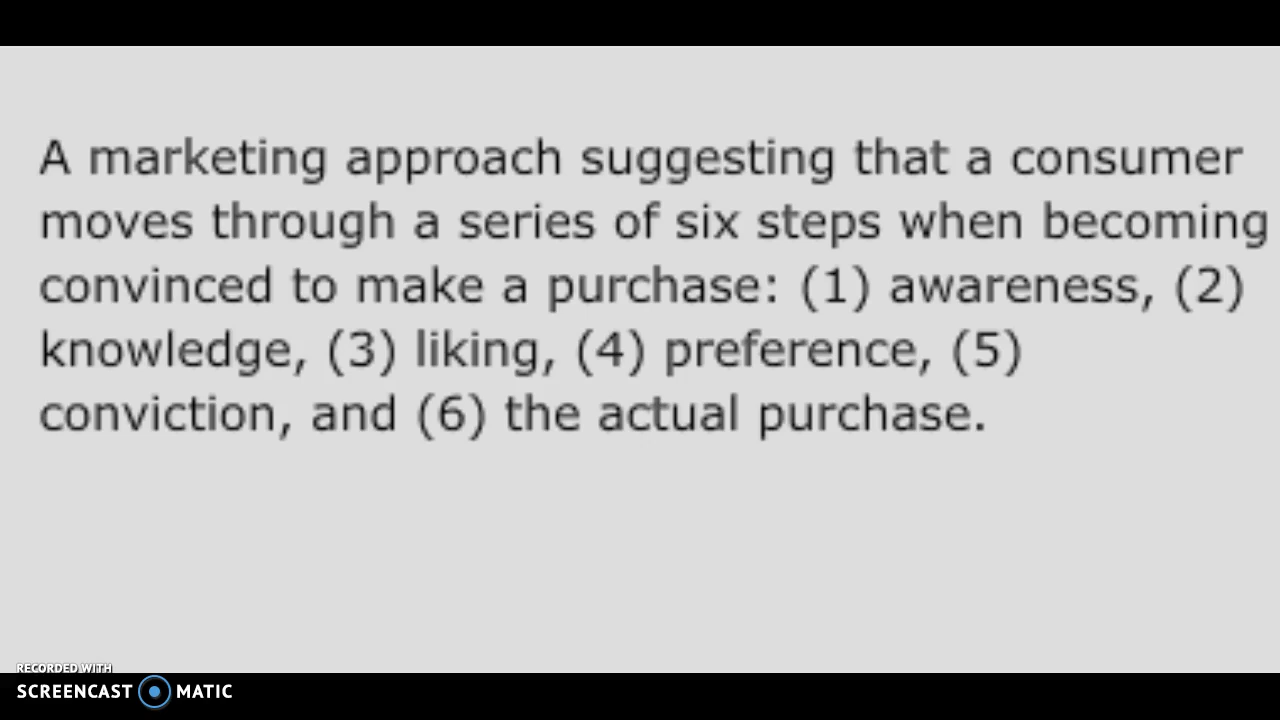 A marketing approach suggesting that a consumer
moves through a series of six steps when becoming
convinced to make a purchase: (1) awareness, (2)
knowledge, (3) liking, (4) preference, (5)
conviction, and (6) the actual purchase.
RECORDED WITH
SCREENCAST MATIC